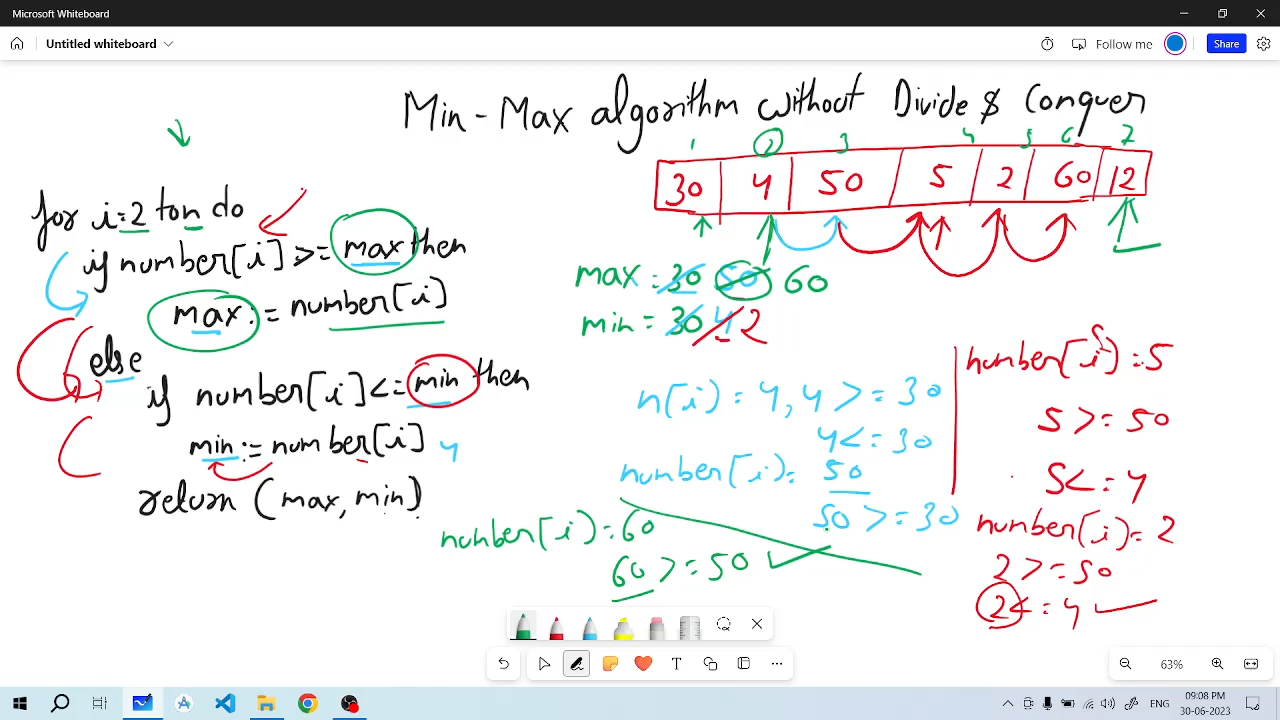 Microsoft Whiteboard
Untitled whiteboard
Follow me
Share
Min - Max algorithm without Divide & Conquer
1 2 3 4 5 6 7
30 4 50 5 2 60 12
for i=2 to n do
if number[i] >= max then
max := number[i]
else
if number[i] <= min then
min := number[i] 4
return (max, min)
max = 30 50 60
min = 30 4 2
n(i) = 4, 4 >= 30
4 <= 30
number[i] = 50
50 >= 30
number[i] = 60
60 >= 50
number[i] = 5
5 >= 50
5 <= 4
number[i] = 2
2 >= 50
2 <= 4
63%
ENG
09:08 PM
30-06-2023